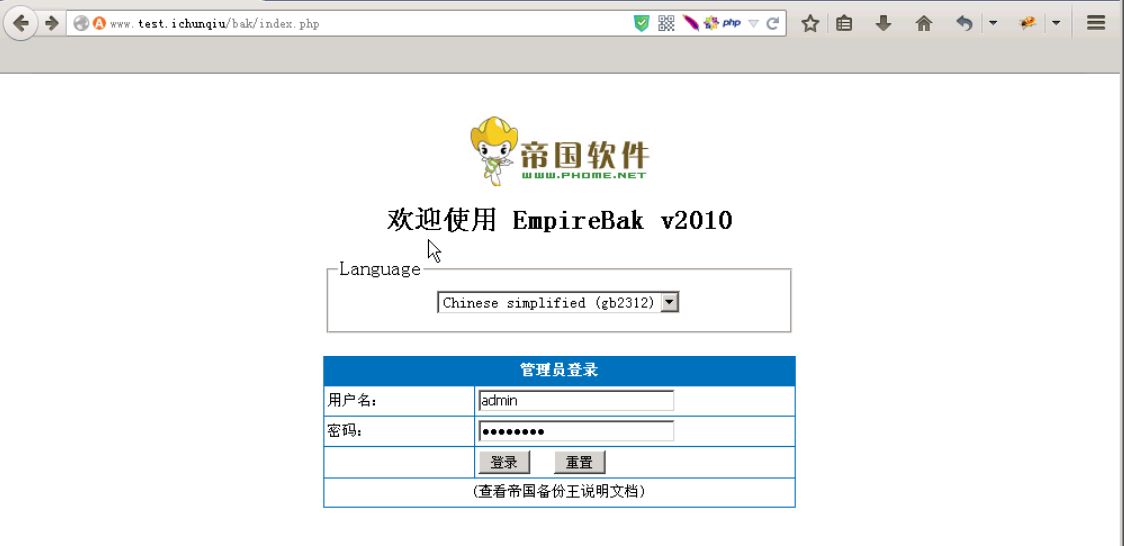 www.test.ichunqiu/bak/index.php
php
帝国软件
WWW.PHOME.NET
欢迎使用 EmpireBak v2010
Language
Chinese simplified (gb2312)
管理员登录
用户名:
admin
密码:
••••••••
登录 重置
(查看帝国备份王说明文档)